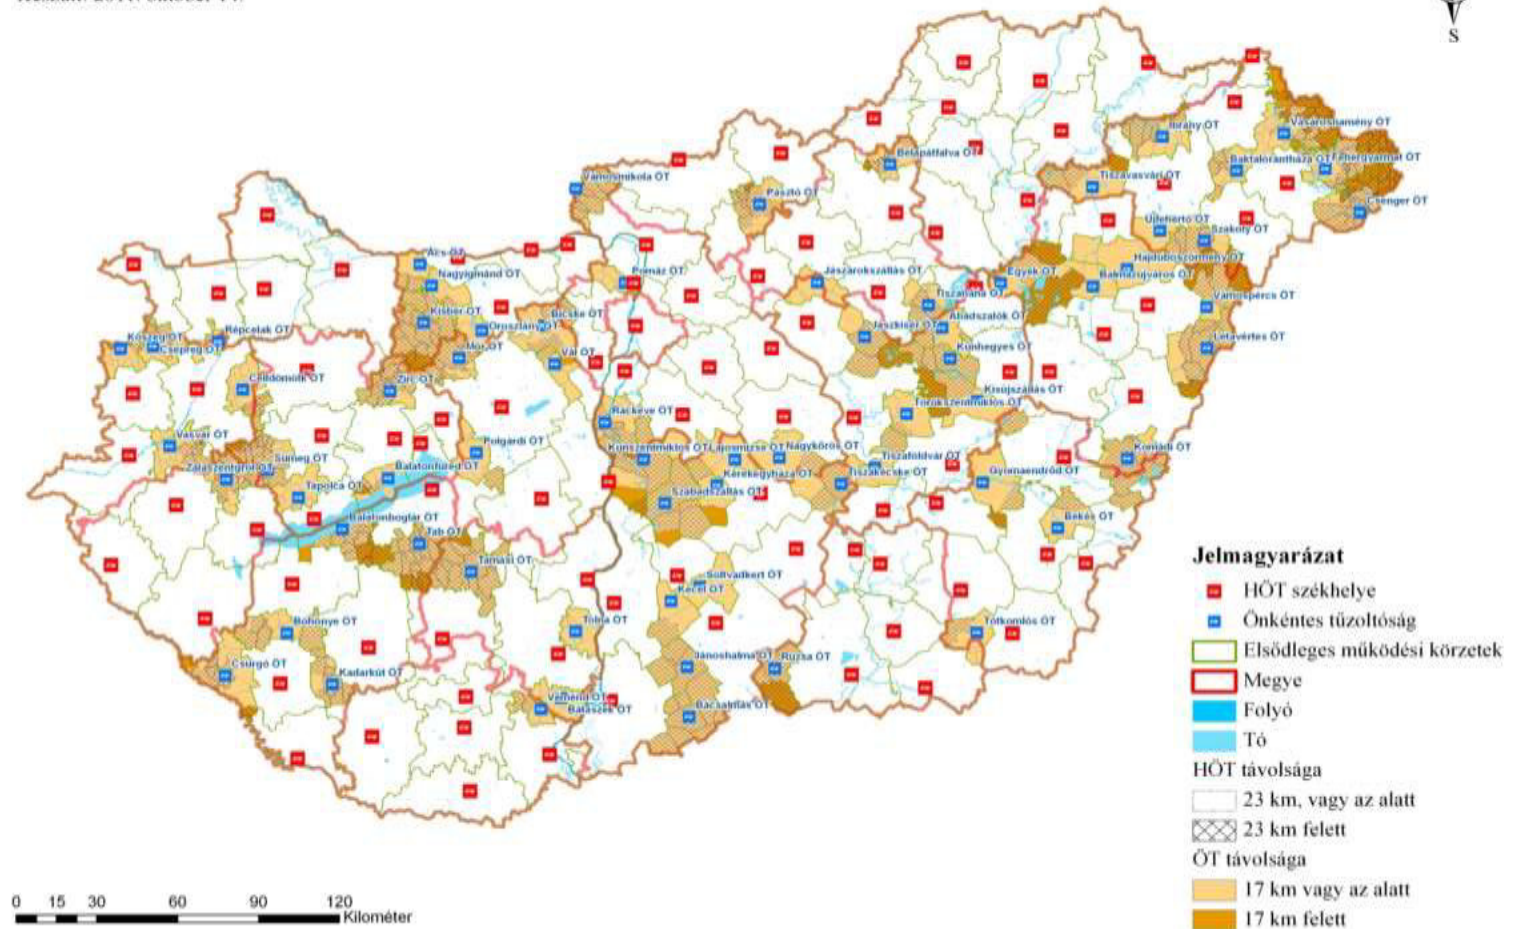 S
Ibrány ÖT
Vásárosnamény ÖT
Bélapátfalva ÖT
Baktalórántháza ÖT
Fehérgyarmat ÖT
Vámosmikola ÖT
Tiszavasvári ÖT
Pásztó ÖT
Csenger ÖT
Újfehértó ÖT
Szakoly ÖT
Ács ÖT
Hajdúböszörmény ÖT
Nagyigmánd ÖT
Pomáz ÖT
Jászárokszállás ÖT
Egyek ÖT
Balmazújváros ÖT
Tiszanána ÖT
Vámospércs ÖT
Kisbér ÖT
Bicske ÖT
Abádszalók ÖT
Oroszlány ÖT
Jászkisér ÖT
Kőszeg ÖT
Répcelak ÖT
Csepreg ÖT
Mór ÖT
Vál ÖT
Kunhegyes ÖT
Létavértes ÖT
Celldömölk ÖT
Zirc ÖT
Kisújszállás ÖT
Törökszentmiklós ÖT
Ráckeve ÖT
Vasvár ÖT
Polgárdi ÖT
Kunszentmiklós ÖT
Lajosmizse ÖT
Nagykőrös ÖT
Komádi ÖT
Sümeg ÖT
Zalaszentgrót ÖT
Balatonfüred ÖT
Tiszaföldvár ÖT
Kerekegyháza ÖT
Tiszakécske ÖT
Gyomaendrőd ÖT
Tapolca ÖT
Szabadszállás ÖT
Balatonboglár ÖT
Tab ÖT
Békés ÖT
Tamási ÖT
Soltvadkert ÖT
Kecel ÖT
Böhönye ÖT
Tolna ÖT
Tótkomlós ÖT
Csurgó ÖT
Kadarkút ÖT
Jánoshalma ÖT
Ruzsa ÖT
Véménd ÖT
Bátaszék ÖT
Bácsalmás ÖT
Jelmagyarázat
HÖT székhelye
Önkéntes tűzoltóság
Elsődleges működési körzetek
Megye
Folyó
Tó
HÖT távolsága
23 km, vagy az alatt
23 km felett
ÖT távolsága
17 km vagy az alatt
17 km felett
0 15 30 60 90 120
Kilométer